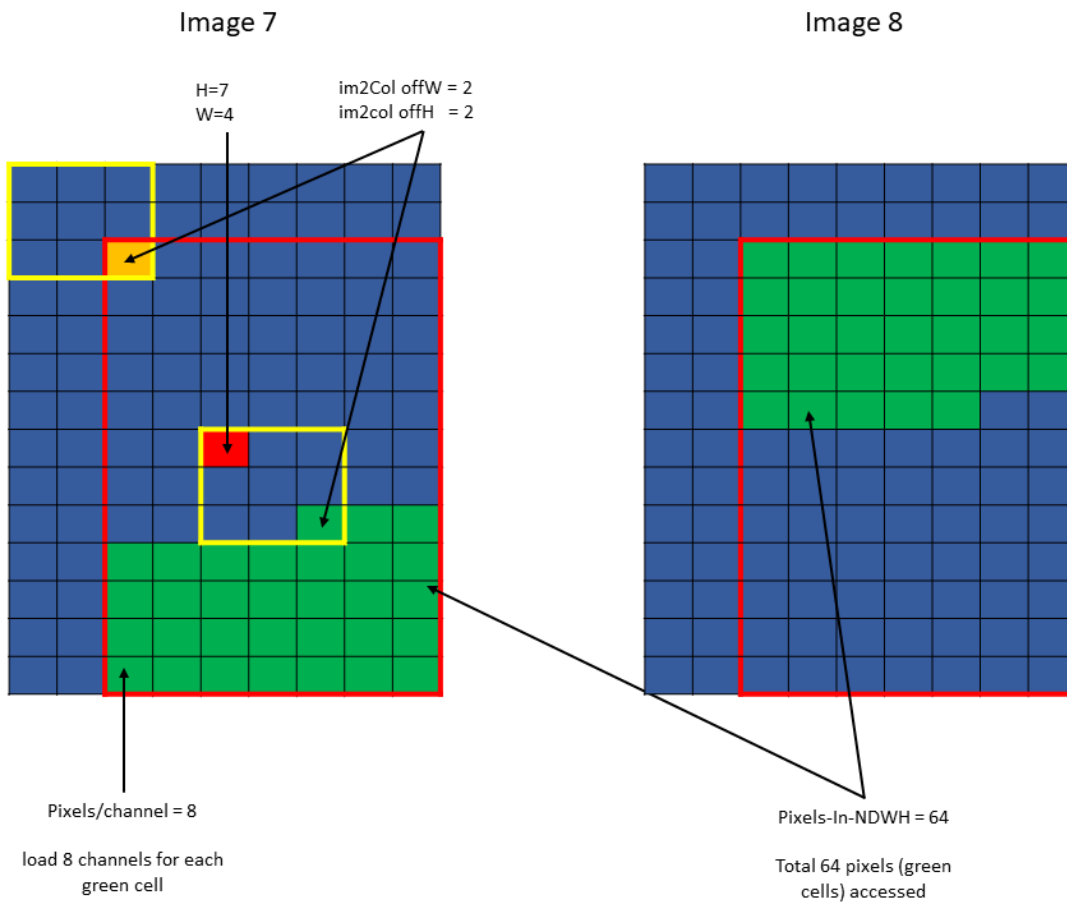 Image 7
Image 8
H=7
W=4
im2Col offW = 2
im2col offH = 2
Pixels/channel = 8
load 8 channels for each
green cell
Pixels-In-NDWH = 64
Total 64 pixels (green
cells) accessed